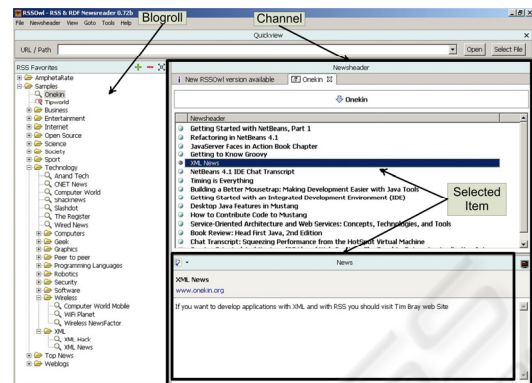 RSSOwl - RSS & RDF Newsreader 0.72b
Blogroll
Channel
File Newsheader View Goto Tools Help
Quickview
URL / Path
Open
Select File
RSS Favorites
AmphetaRate
Samples
Onekin
Tipworld
Business
Entertainment
Internet
Open Source
Science
Society
Sport
Technology
Anand Tech
CNET News
Computer World
Shacknews
Slashdot
The Register
Wired News
Computers
Geek
Graphics
Peer to peer
Programming Languages
Robotics
Security
Software
Wireless
Computer World Mobile
WiFi Planet
Wireless NewsFactor
XML
XML Hack
XML News
Top News
Weblogs
Newsheader
New RSSOwl version available
Onekin
Onekin
Newsheader
Getting Started with NetBeans, Part 1
Refactoring in NetBeans 4.1
JavaServer Faces in Action Book Chapter
Getting to Know Groovy
XML News
NetBeans 4.1 IDE Chat Transcript
Timing is Everything
Building a Better Mousetrap: Making Development Easier with Java Tools
Getting Started with an Integrated Development Environment (IDE)
Desktop Java Features in Mustang
How to Contribute Code to Mustang
Service-Oriented Architecture and Web Services: Concepts, Technologies, and Tools
Book Review: Head First Java, 2nd Edition
Chat Transcript: Squeezing Performance from the HotSpot Virtual Machine
Selected
Item
News
XML News
www.onekin.org
If you want to develop applications with XML and with RSS you should visit Tim Bray web Site